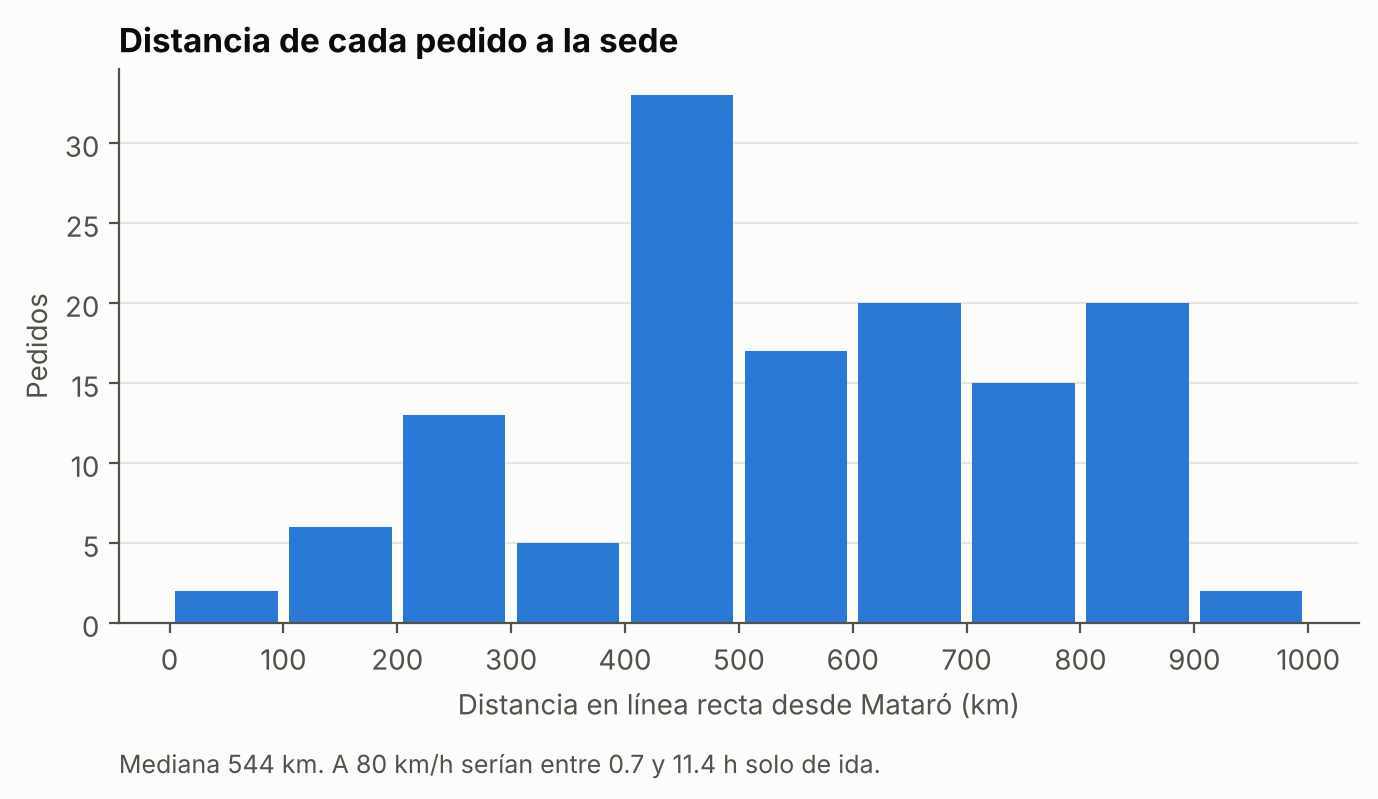 Distancia de cada pedido a la sede
Pedidos
30
25
20
15
10
5
0
0 100 200 300 400 500 600 700 800 900 1000
Distancia en línea recta desde Mataró (km)
Mediana 544 km. A 80 km/h serían entre 0.7 y 11.4 h solo de ida.